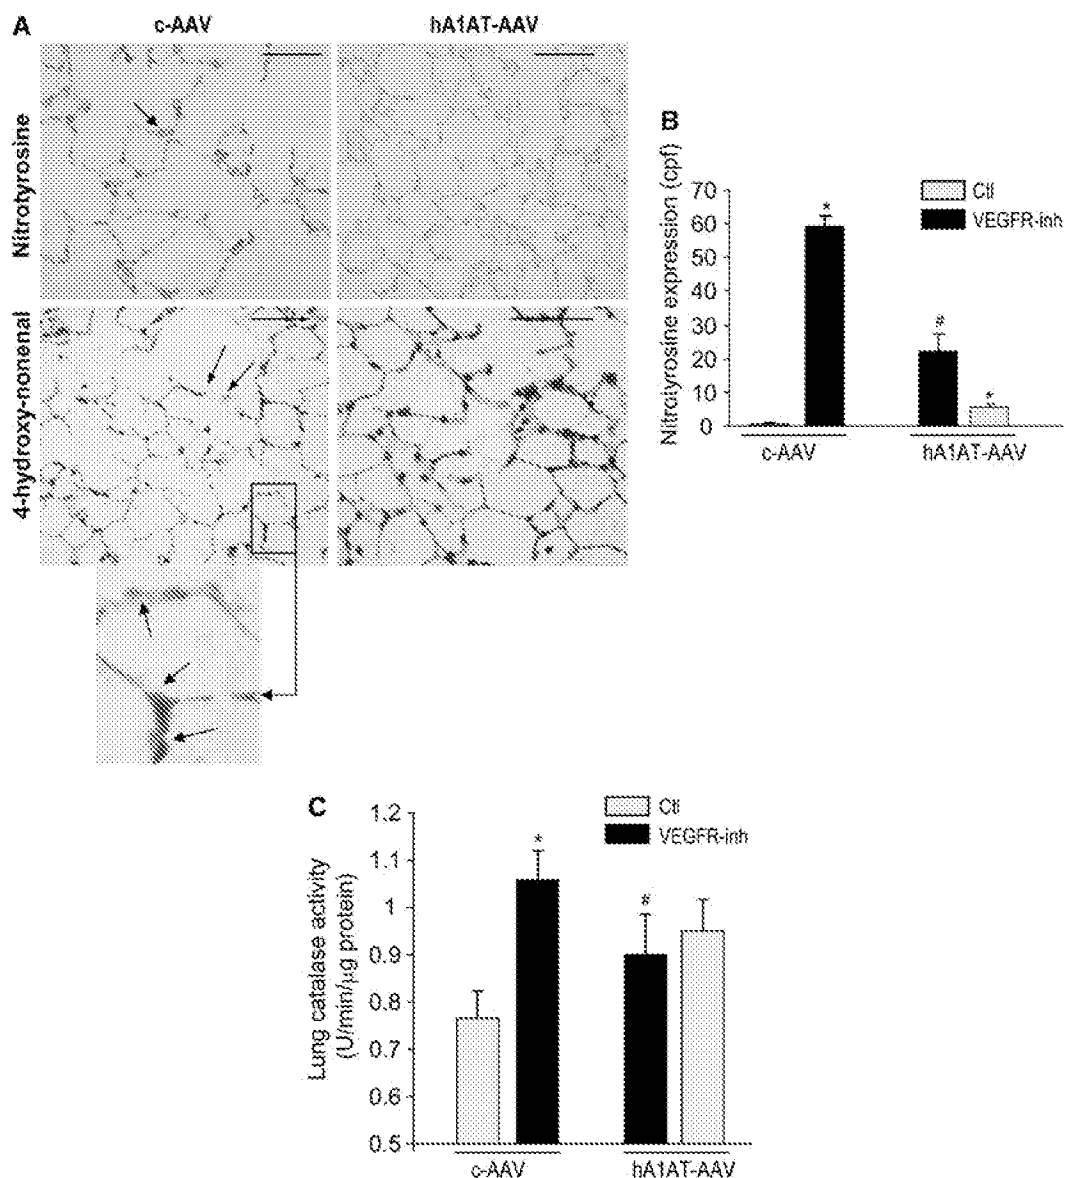 A
c-AAV
hA1AT-AAV
Nitrotyrosine
4-hydroxy-nonenal
B
Nitrotyrosine expression (cpf)
70
60
50
40
30
20
10
0
Ctl
VEGFR-inh
*
#
*
c-AAV
hA1AT-AAV
C
Lung catalase activity
(U/min/µg protein)
1.2
1.1
1
0.9
0.8
0.7
0.6
0.5
Ctl
VEGFR-inh
*
#
c-AAV
hA1AT-AAV